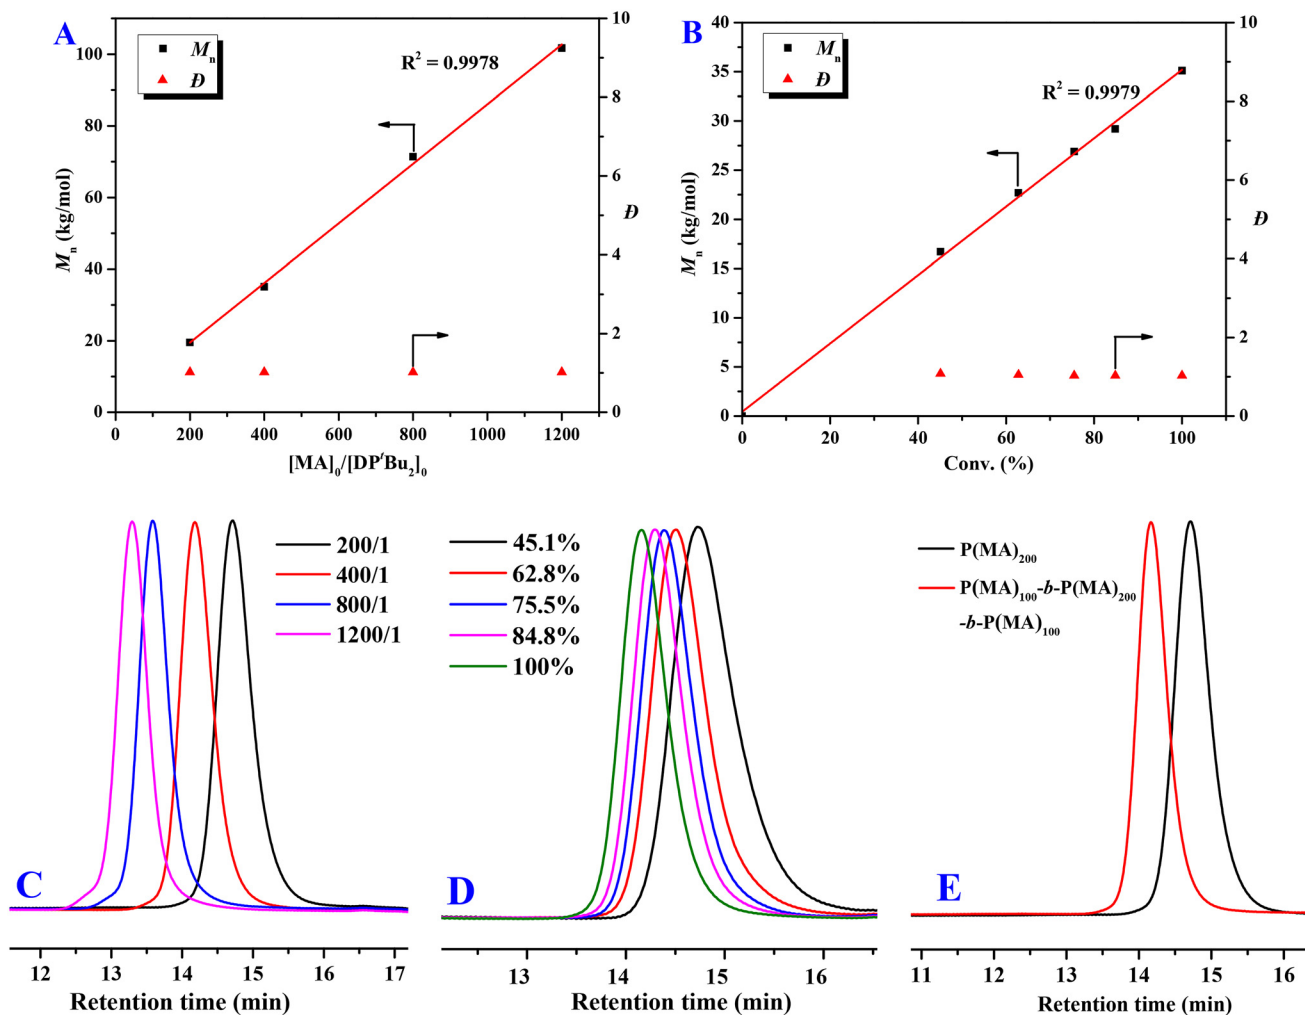 A
M
n
Đ
R² = 0.9978
M
n
(kg/mol)
100
80
60
40
20
0
0 200 400 600 800 1000 1200
[MA]₀/[DPᵗBu₂]₀
10
8
6
4
2
0
Đ
B
M
n
Đ
R² = 0.9979
M
n
(kg/mol)
40
35
30
25
20
15
10
5
0
0 20 40 60 80 100
Conv. (%)
10
8
6
4
2
0
Đ
C
200/1
400/1
800/1
1200/1
12 13 14 15 16 17
Retention time (min)
D
45.1%
62.8%
75.5%
84.8%
100%
13 14 15 16
Retention time (min)
E
P(MA)₂₀₀
P(MA)₁₀₀-b-P(MA)₂₀₀
-b-P(MA)₁₀₀
11 12 13 14 15 16
Retention time (min)